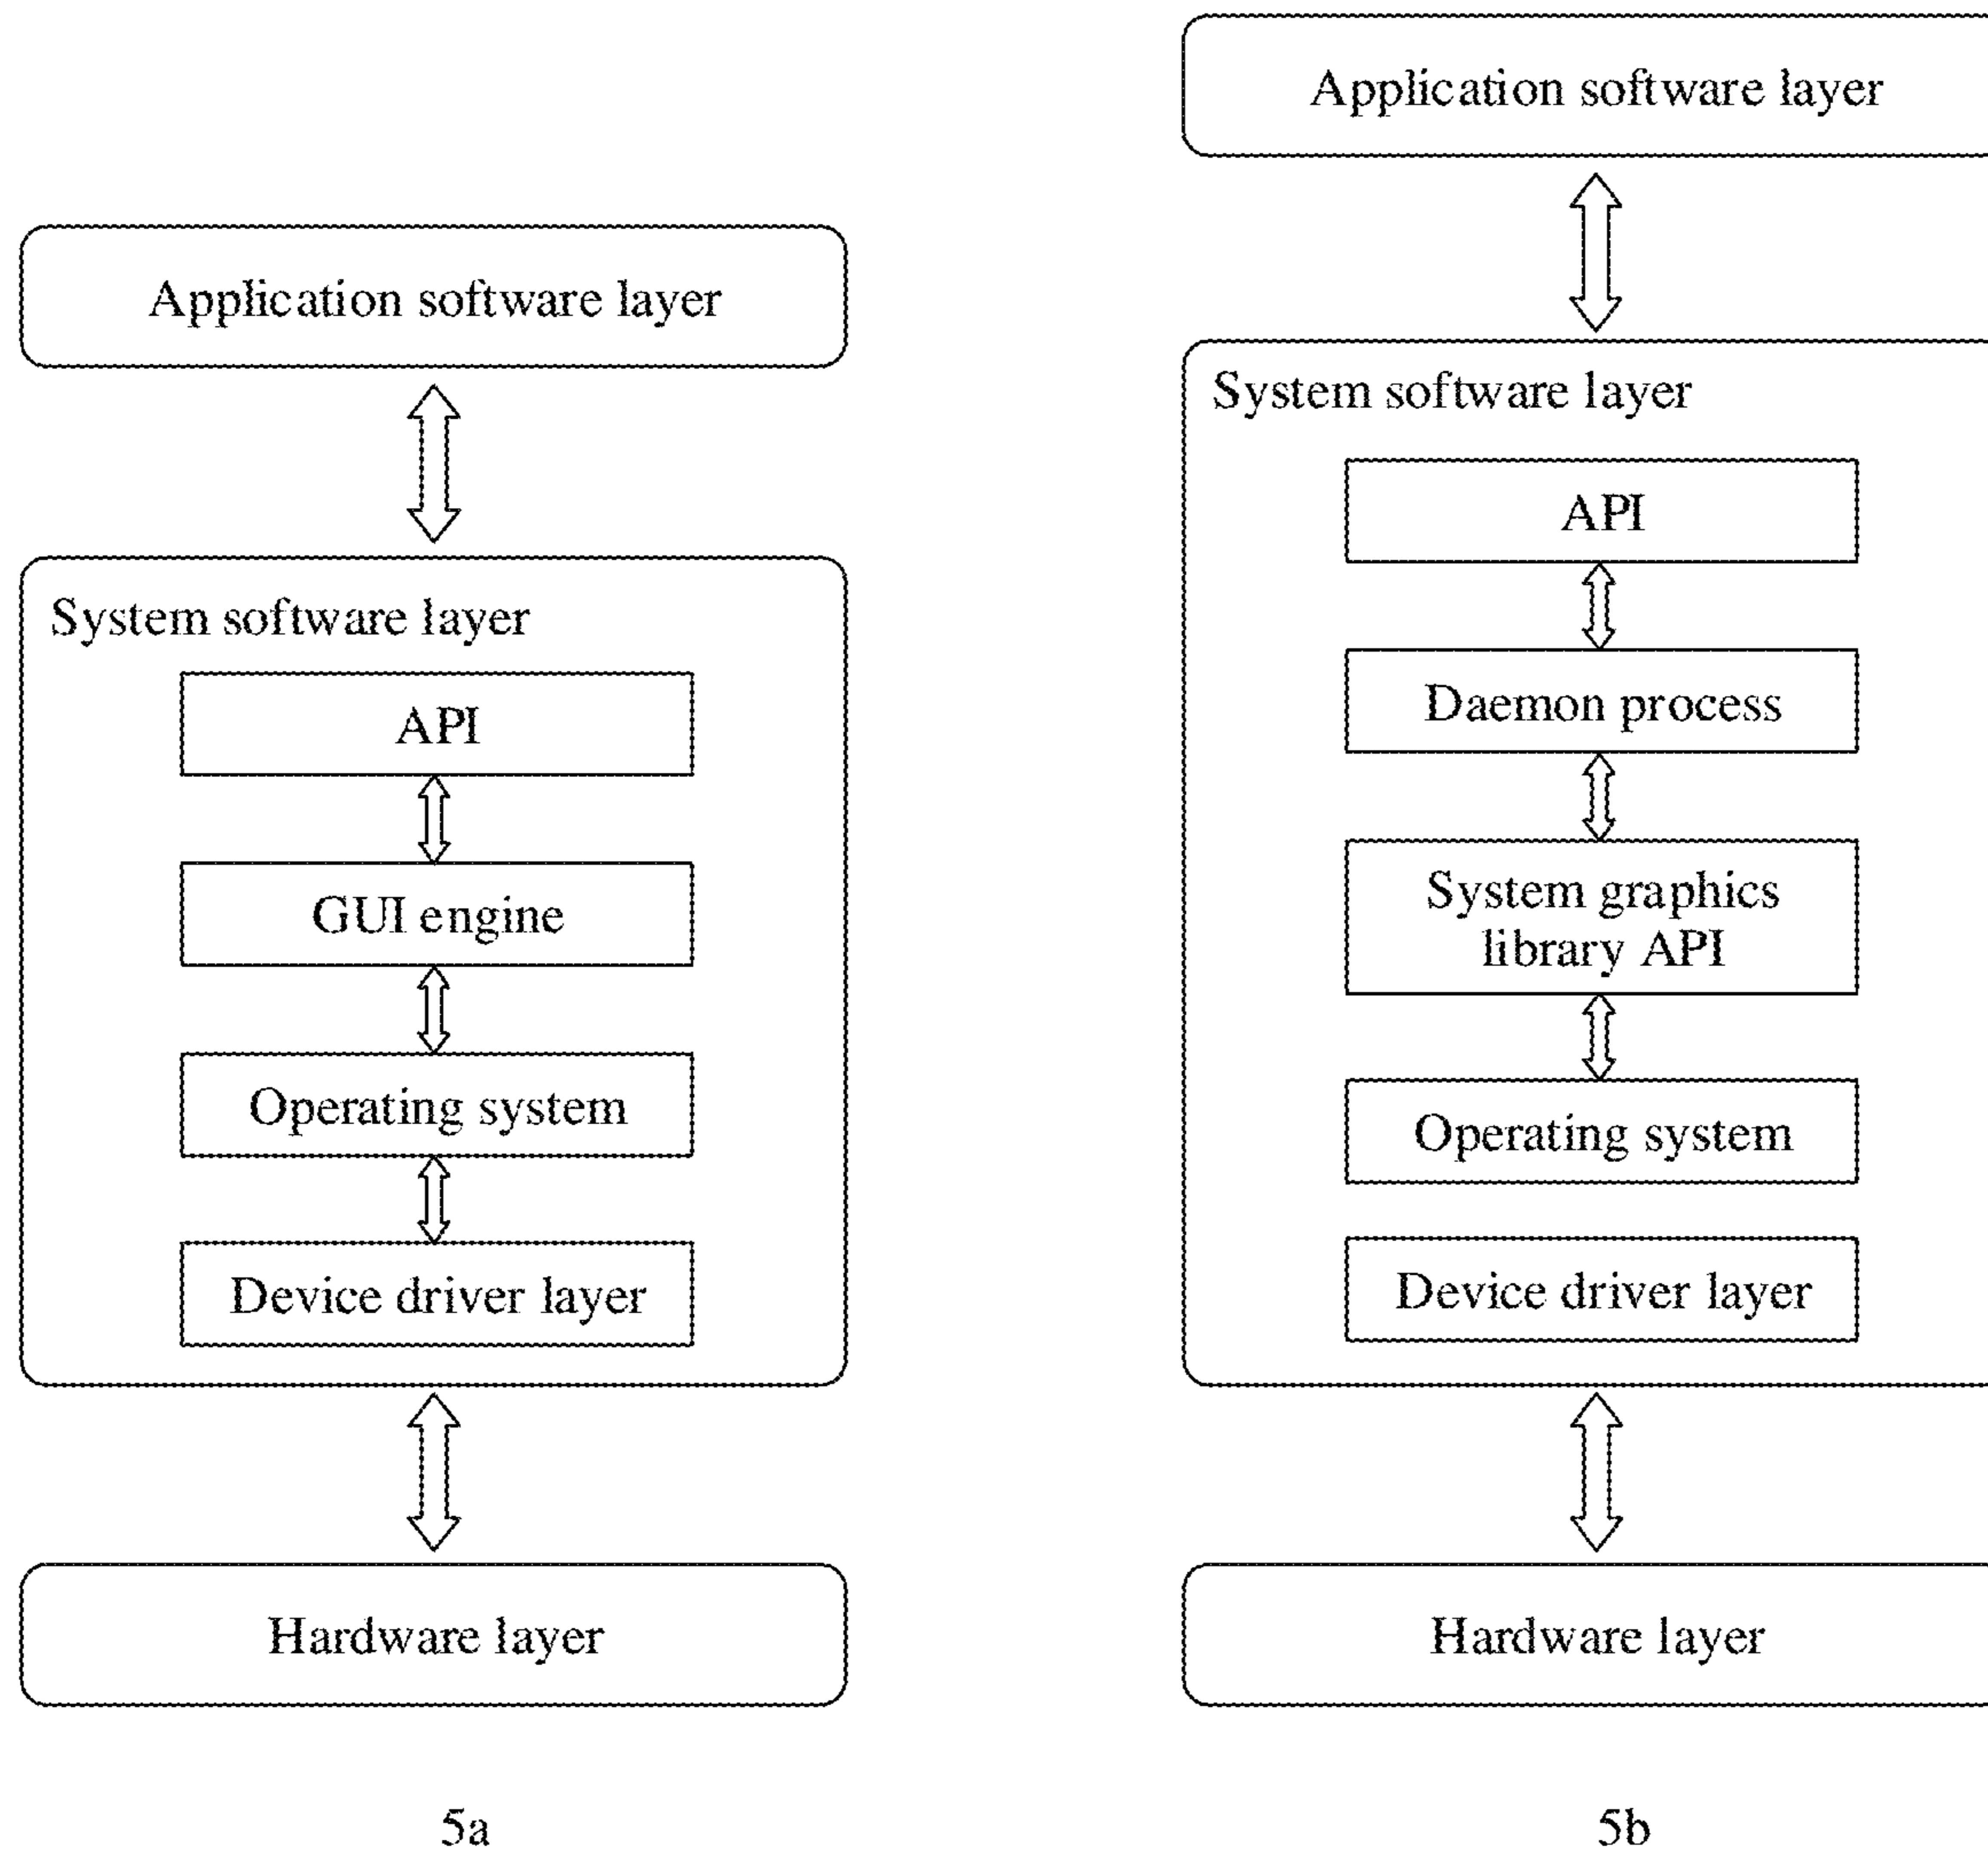 Application software layer
System software layer
API
GUI engine
Operating system
Device driver layer
Hardware layer
5a
Application software layer
System software layer
API
Daemon process
System graphics
library API
Operating system
Device driver layer
Hardware layer
5b